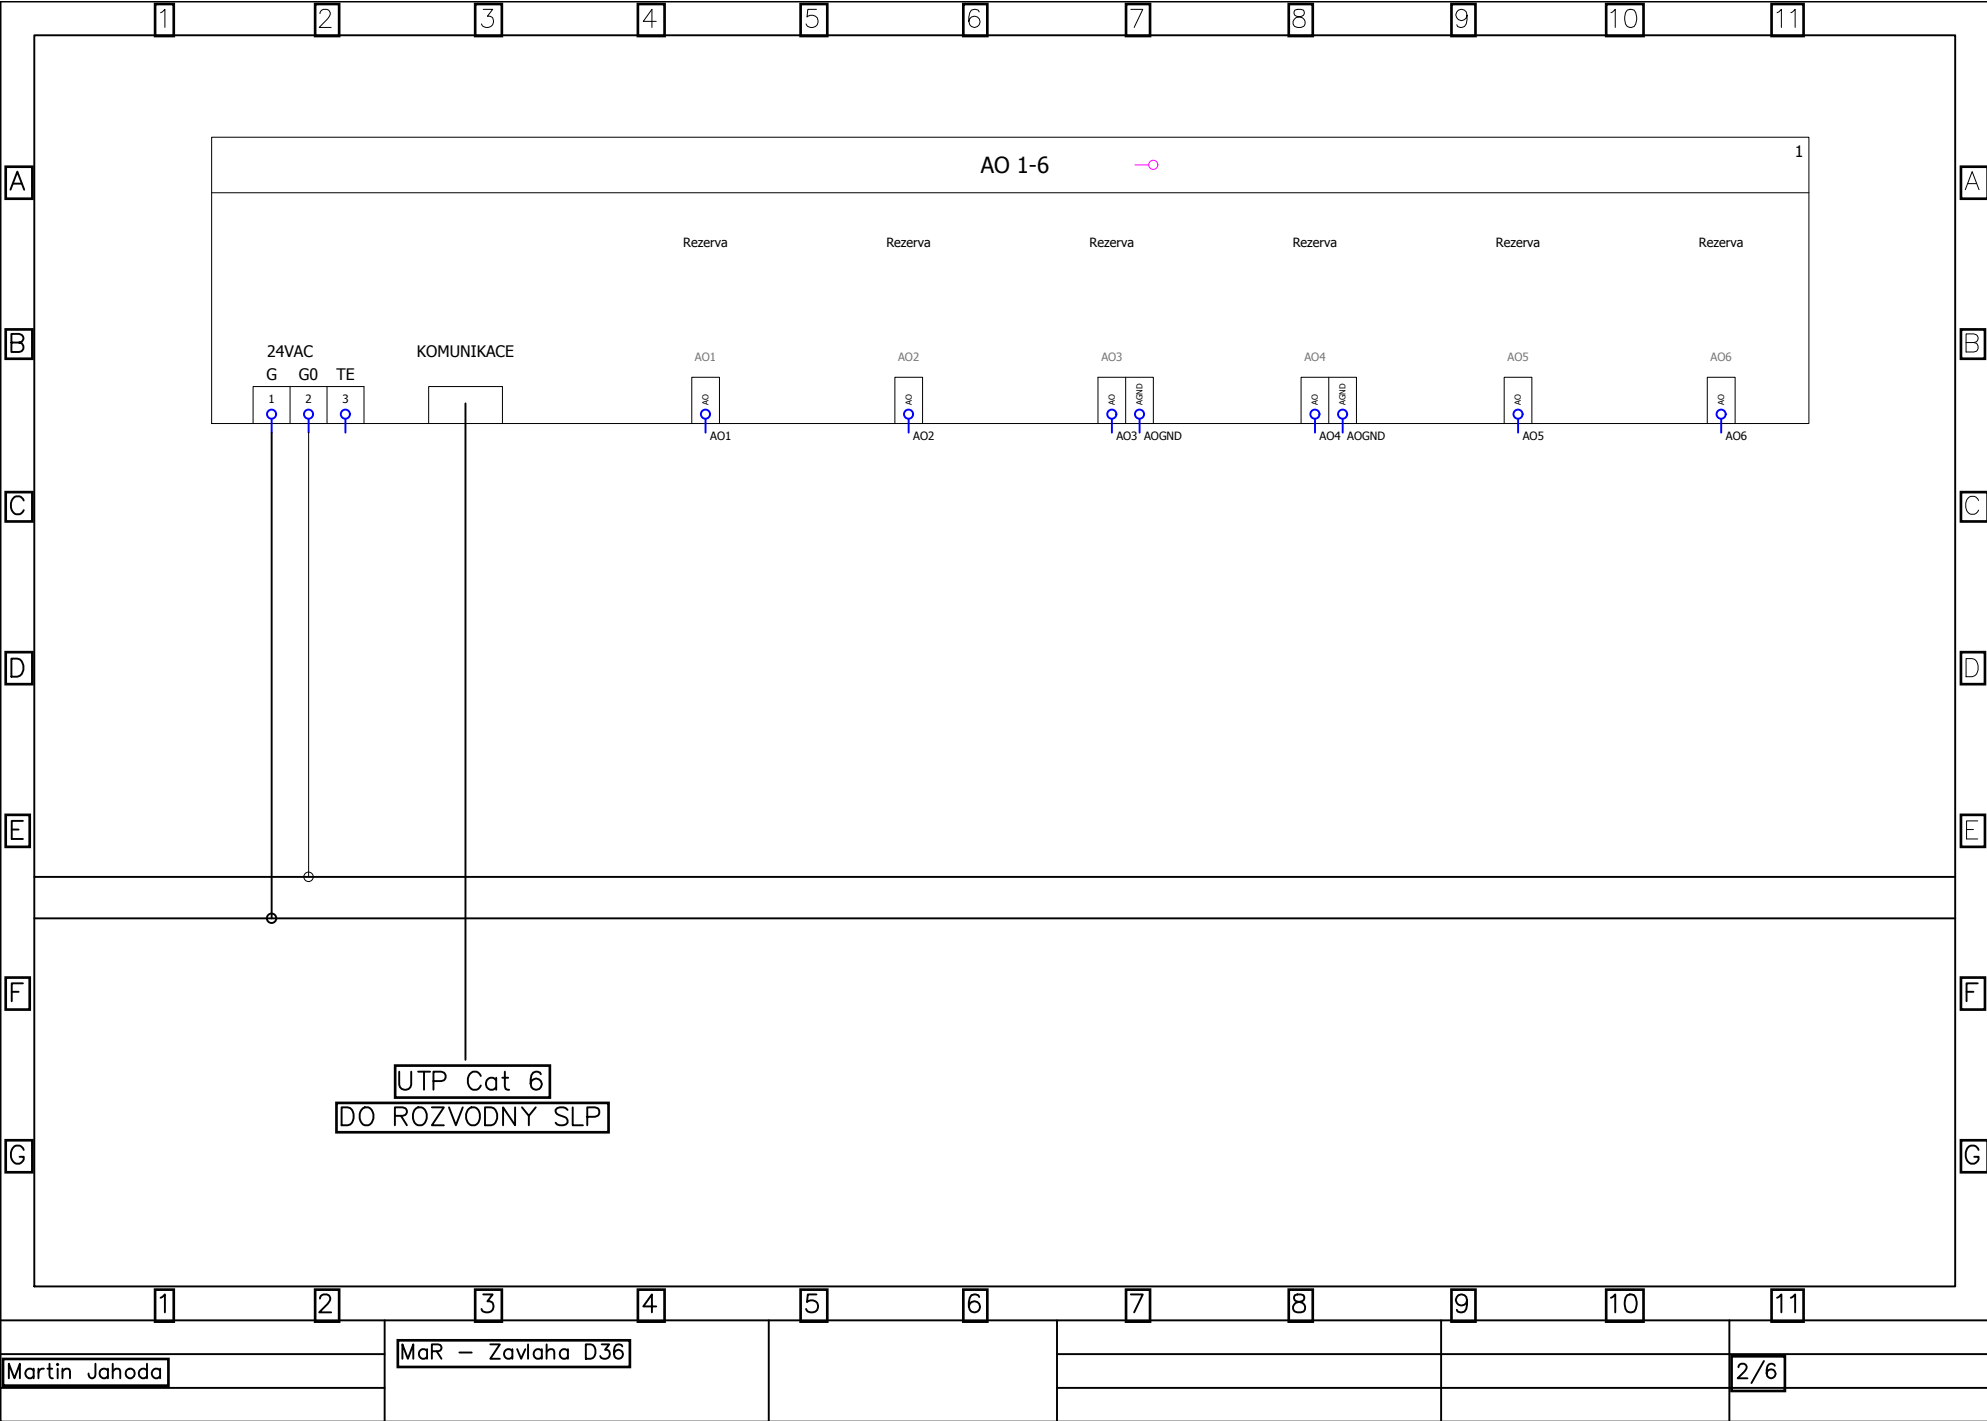 1 2 3 4 5 6 7 8 9 10 11
AO 1-6 1
A A
Rezerva Rezerva Rezerva Rezerva Rezerva Rezerva
B B
24VAC KOMUNIKACE AO1 AO2 AO3 AO4 AO5 AO6
G G0 TE
1 2 3 AO AO AO AGND AO AGND AO AO
AO1 AO2 AO3 AOGND AO4 AOGND AO5 AO6
C C
D D
E E
F F
UTP Cat 6
DO ROZVODNY SLP
G G
1 2 3 4 5 6 7 8 9 10 11
MaR - Zavlaha D36
Martin Jahoda 2/6